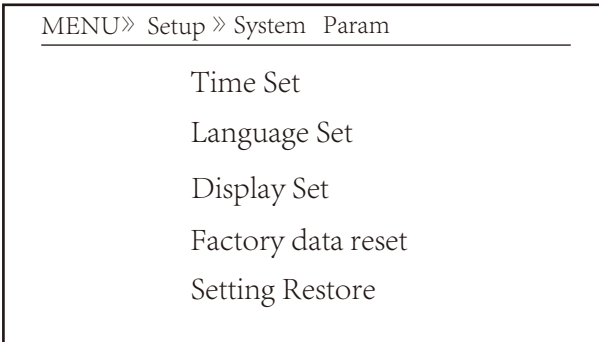 MENU» Setup » System Param
Time Set
Language Set
Display Set
Factory data reset
Setting Restore